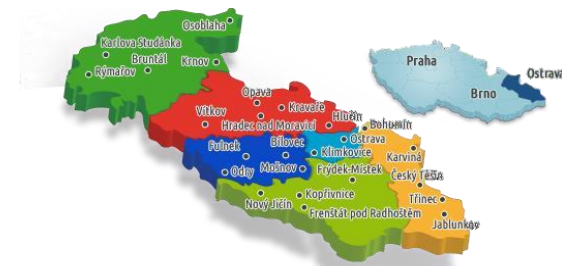 Osoblaha
Karlova Studánka
Bruntál
Krnov
Rýmařov
Praha
Brno
Ostrava
Opava
Kravaře
Vítkov
Hradec nad Moravicí
Hlučín
Bohumín
Ostrava
Fulnek
Bílovec
Klimkovice
Karviná
Odry
Mošnov
Frýdek-Místek
Český Těšín
Nový Jičín
Kopřivnice
Třinec
Frenštát pod Radhoštěm
Jablunkov